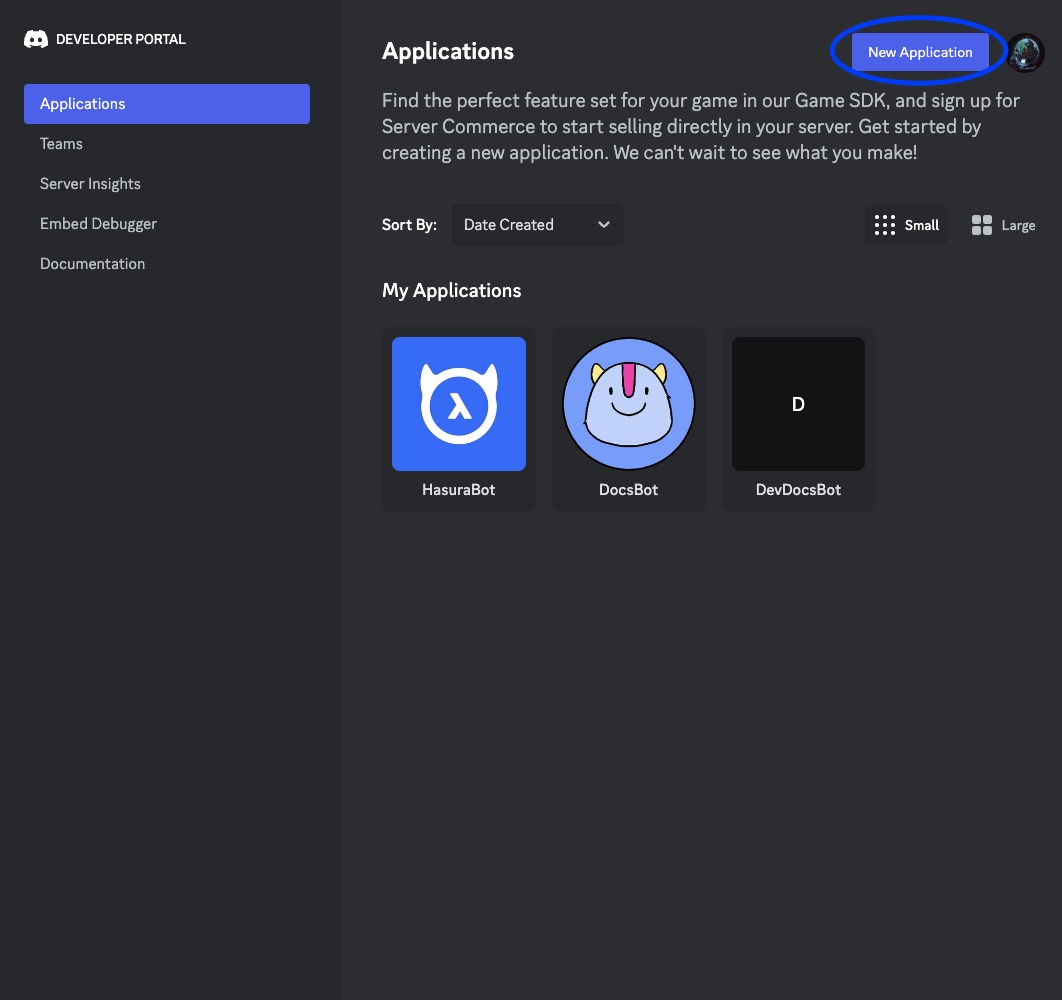 DEVELOPER PORTAL
Applications
Teams
Server Insights
Embed Debugger
Documentation
Applications
New Application
Find the perfect feature set for your game in our Game SDK, and sign up for
Server Commerce to start selling directly in your server. Get started by
creating a new application. We can't wait to see what you make!
Sort By:
Date Created
Small
Large
My Applications
λ
D
HasuraBot
DocsBot
DevDocsBot